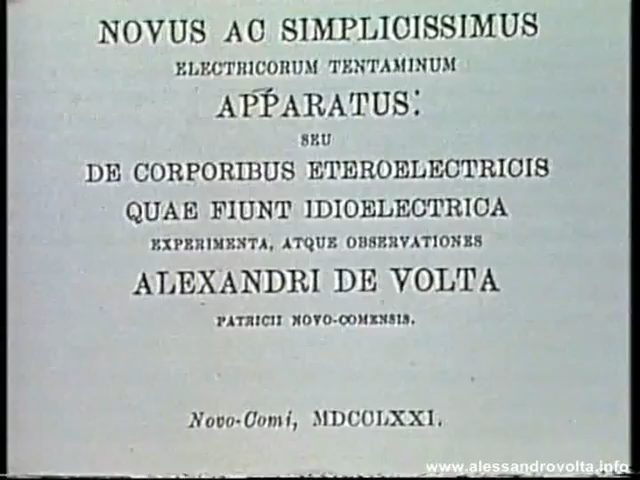 NOVUS AC SIMPLICISSIMUS
ELECTRICORUM TENTAMINUM
APPARATUS:
SEU
DE CORPORIBUS ETEROELECTRICIS
QUAE FIUNT IDIOELECTRICA
EXPERIMENTA, ATQUE OBSERVATIONES
ALEXANDRI DE VOLTA
PATRICII NOVO-COMENSIS.
Novo-Comi, MDCCLXXI.
www.alessandrovolta.info